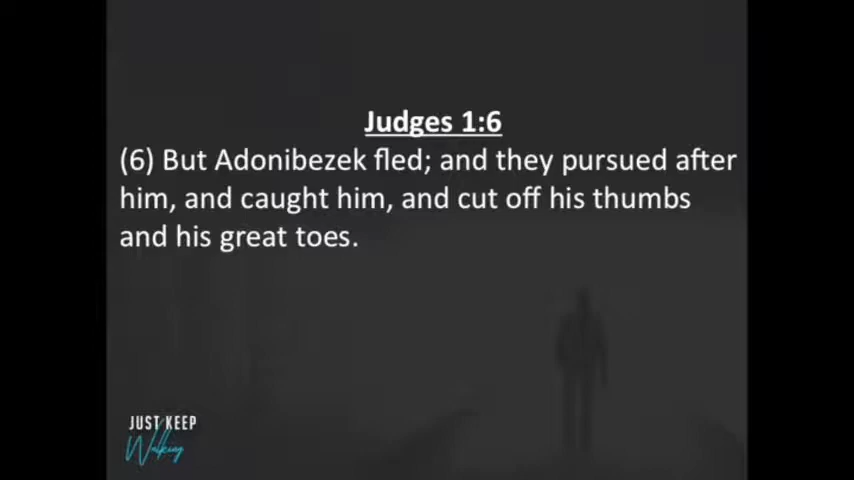 Judges 1:6
(6) But Adonibezek fled; and they pursued after
him, and caught him, and cut off his thumbs
and his great toes.
JUST KEEP
Walking